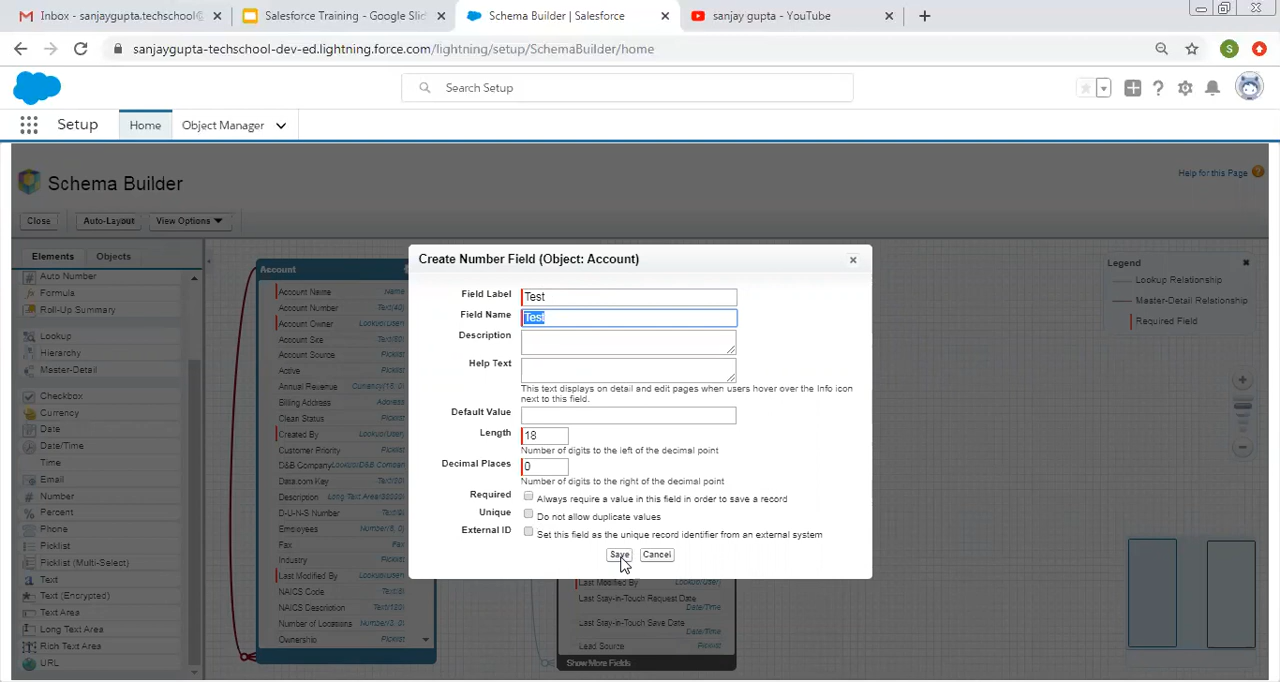 Inbox - sanjaygupta.techschool@
Salesforce Training - Google Slid
Schema Builder | Salesforce
sanjay gupta - YouTube
sanjaygupta-techschool-dev-ed.lightning.force.com/lightning/setup/SchemaBuilder/home
S
Search Setup
Setup
Home
Object Manager
Schema Builder
Help for this Page
Close
Auto-Layout
View Options
Elements
Objects
Auto Number
Formula
Roll-Up Summary
Lookup
Hierarchy
Master-Detail
Checkbox
Currency
Date
Date/Time
Time
Email
Number
Percent
Phone
Picklist
Picklist (Multi-Select)
Text
Text (Encrypted)
Text Area
Long Text Area
Rich Text Area
URL
Account
Account Name Name
Account Number Text(40)
Account Owner Lookup(User)
Account Site Text(80)
Account Source Picklist
Active Picklist
Annual Revenue Currency(18, 0)
Billing Address Address
Clean Status Picklist
Created By Lookup(User)
Customer Priority Picklist
D&B Company Lookup(D&B Compan
Data.com Key Text(20)
Description Long Text Area(32000)
D-U-N-S Number Text(9)
Employees Number(8, 0)
Fax Fax
Industry Picklist
Last Modified By Lookup(User)
NAICS Code Text(8)
NAICS Description Text(120)
Number of Locations Number(3, 0)
Ownership Picklist
Create Number Field (Object: Account)
Field Label Test
Field Name Test
Description
Help Text
This text displays on detail and edit pages when users hover over the Info icon
next to this field.
Default Value
Length 18
Number of digits to the left of the decimal point
Decimal Places 0
Number of digits to the right of the decimal point
Required Always require a value in this field in order to save a record
Unique Do not allow duplicate values
External ID Set this field as the unique record identifier from an external system
Save
Cancel
Last Modified By Lookup(User)
Last Stay-in-Touch Request Date
Date/Time
Last Stay-in-Touch Save Date
Date/Time
Lead Source Picklist
Show More Fields
Legend
Lookup Relationship
Master-Detail Relationship
Required Field